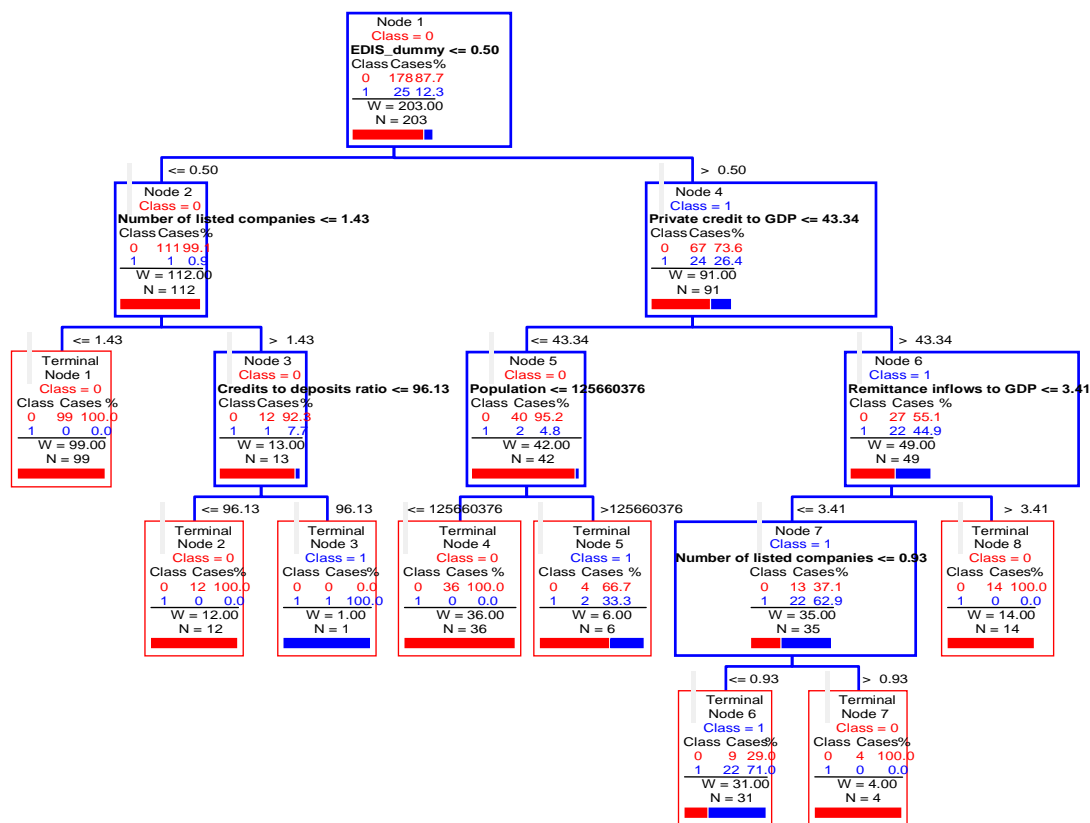 Node 1
Class = 0
EDIS_dummy <= 0.50
Class Cases %
0 178 87.7
1 25 12.3
W = 203.00
N = 203
<= 0.50
> 0.50
Node 2
Class = 0
Number of listed companies <= 1.43
Class Cases %
0 111 99.1
1 1 0.9
W = 112.00
N = 112
Node 4
Class = 1
Private credit to GDP <= 43.34
Class Cases %
0 67 73.6
1 24 26.4
W = 91.00
N = 91
<= 1.43
> 1.43
<= 43.34
> 43.34
Terminal
Node 1
Class = 0
Class Cases %
0 99 100.0
1 0 0.0
W = 99.00
N = 99
Node 3
Class = 0
Credits to deposits ratio <= 96.13
Class Cases %
0 12 92.3
1 1 7.7
W = 13.00
N = 13
Node 5
Class = 0
Population <= 125660376
Class Cases %
0 40 95.2
1 2 4.8
W = 42.00
N = 42
Node 6
Class = 1
Remittance inflows to GDP <= 3.41
Class Cases %
0 27 55.1
1 22 44.9
W = 49.00
N = 49
<= 96.13
96.13
<= 125660376
>125660376
<= 3.41
> 3.41
Terminal
Node 2
Class = 0
Class Cases %
0 12 100.0
1 0 0.0
W = 12.00
N = 12
Terminal
Node 3
Class = 1
Class Cases %
0 0 0.0
1 1 100.0
W = 1.00
N = 1
Terminal
Node 4
Class = 0
Class Cases %
0 36 100.0
1 0 0.0
W = 36.00
N = 36
Terminal
Node 5
Class = 1
Class Cases %
0 4 66.7
1 2 33.3
W = 6.00
N = 6
Node 7
Class = 1
Number of listed companies <= 0.93
Class Cases %
0 13 37.1
1 22 62.9
W = 35.00
N = 35
Terminal
Node 8
Class = 0
Class Cases %
0 14 100.0
1 0 0.0
W = 14.00
N = 14
<= 0.93
> 0.93
Terminal
Node 6
Class = 1
Class Cases %
0 9 29.0
1 22 71.0
W = 31.00
N = 31
Terminal
Node 7
Class = 0
Class Cases %
0 4 100.0
1 0 0.0
W = 4.00
N = 4